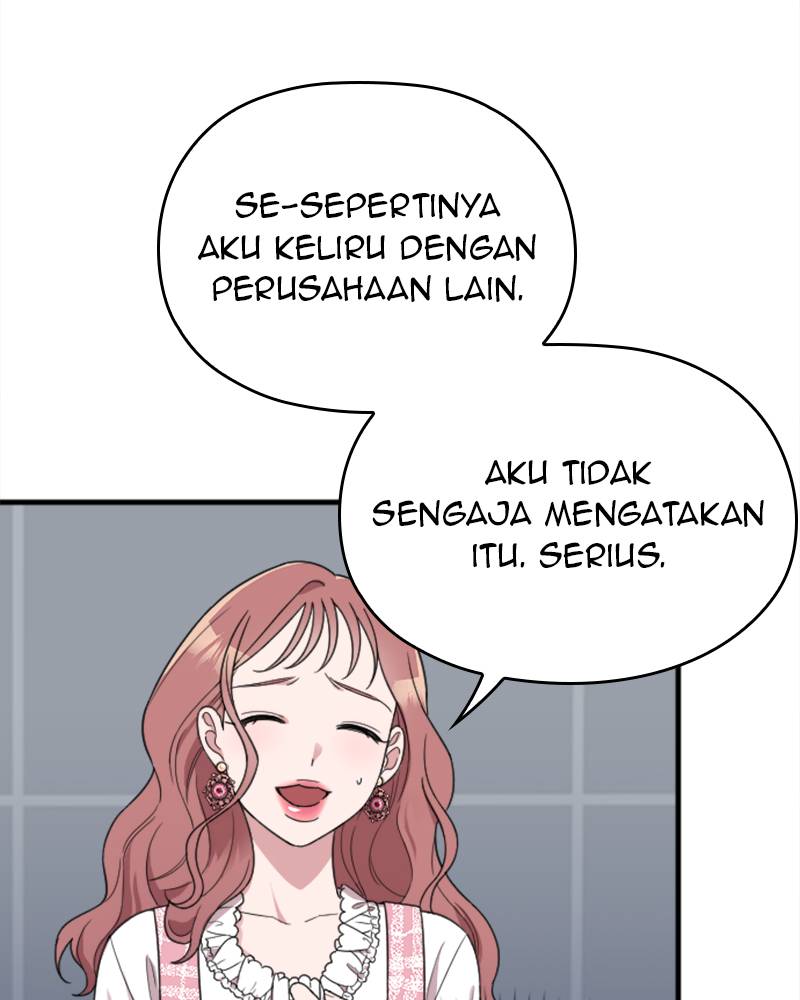 SE-SEPERTINYA
AKU KELIRU DENGAN
PERUSAHAAN LAIN.
AKU TIDAK
SENGAJA MENGATAKAN
ITU. SERIUS.